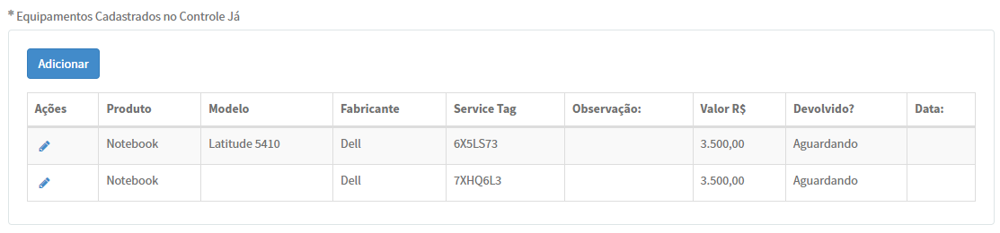 * Equipamentos Cadastrados no Controle Já
Adicionar
Ações Produto Modelo Fabricante Service Tag Observação: Valor R$ Devolvido? Data:
Notebook Latitude 5410 Dell 6X5LS73 3.500,00 Aguardando
Notebook Dell 7XHQ6L3 3.500,00 Aguardando